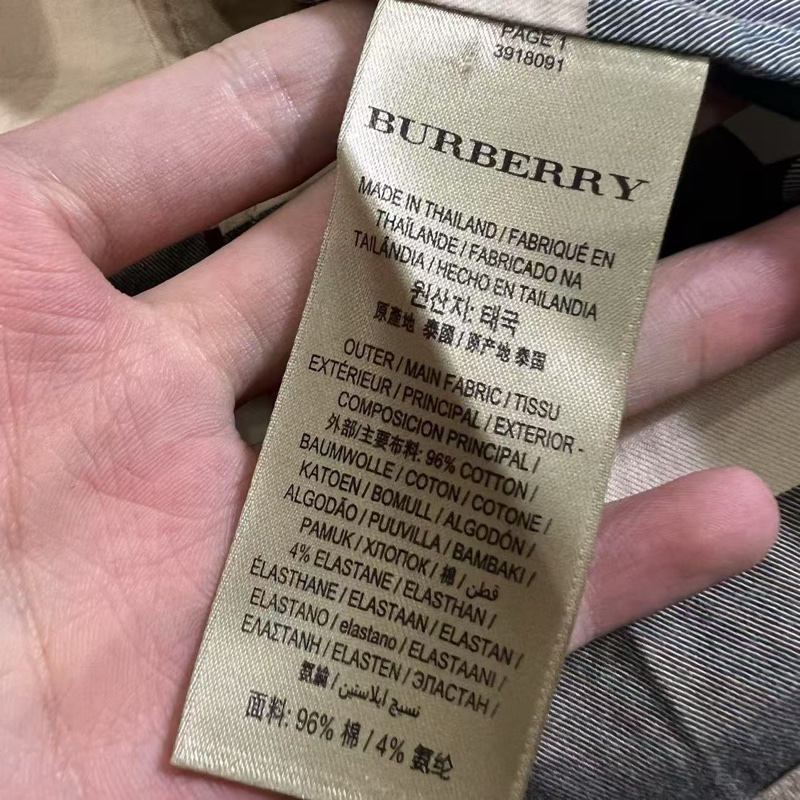 PAGE 1
3918091
BURBERRY
MADE IN THAILAND / FABRIQUÉ EN
THAÏLANDE / FABRICADO NA
TAILÂNDIA / HECHO EN TAILANDIA
원산지: 태국
原產地 泰國 / 原产地 泰国
OUTER / MAIN FABRIC / TISSU
EXTÉRIEUR / PRINCIPAL / EXTERIOR -
COMPOSICION PRINCIPAL /
外部/主要布料: 96% COTTON /
BAUMWOLLE / COTON / COTONE /
KATOEN / BOMULL / ALGODÓN /
ALGODÃO / PUUVILLA / BAMBAKI /
PAMUK / ХЛОПОК / 棉 / قطن /
4% ELASTANE / ELASTHAN /
ÉLASTHANE / ELASTAAN / ELASTAN /
ELASTANO / elastano / ELASTAANI /
ΕΛΑΣΤΑΝΗ / ELASTEN / ЭЛАСТАН /
氨綸 / نسيج ايلاستين /
面料: 96% 棉 / 4% 氨纶